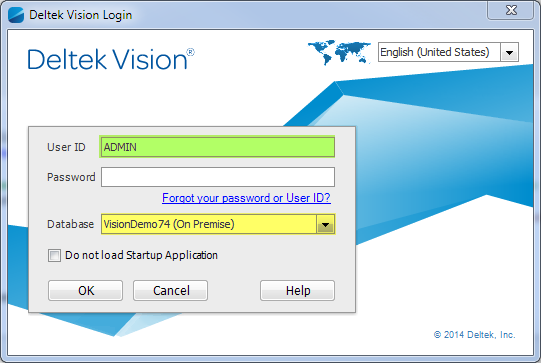 Deltek Vision Login
Deltek Vision®
English (United States)
User ID ADMIN
Password
Forgot your password or User ID?
Database VisionDemo74 (On Premise)
Do not load Startup Application
OK Cancel Help
© 2014 Deltek, Inc.